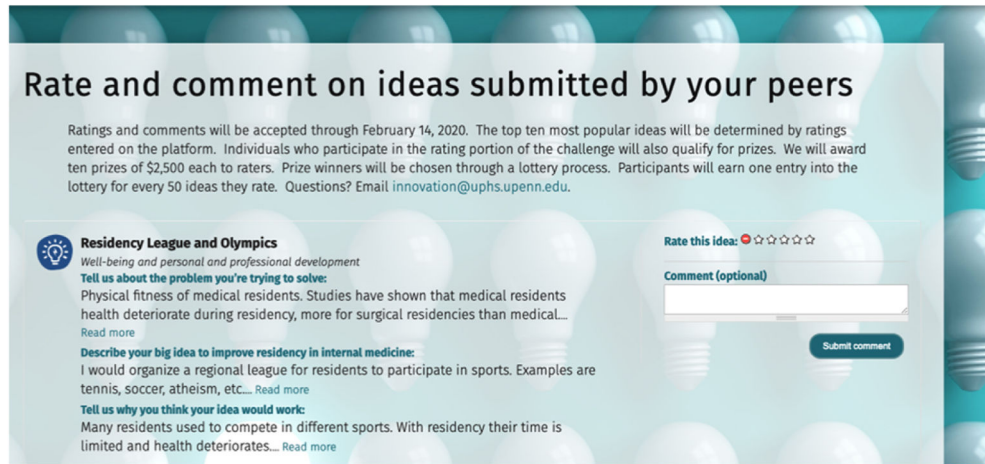 Rate and comment on ideas submitted by your peers
Ratings and comments will be accepted through February 14, 2020. The top ten most popular ideas will be determined by ratings
entered on the platform. Individuals who participate in the rating portion of the challenge will also qualify for prizes. We will award
ten prizes of $2,500 each to raters. Prize winners will be chosen through a lottery process. Participants will earn one entry into the
lottery for every 50 ideas they rate. Questions? Email innovation@uphs.upenn.edu.
Residency League and Olympics
Well-being and personal and professional development
Tell us about the problem you're trying to solve:
Physical fitness of medical residents. Studies have shown that medical residents
health deteriorate during residency, more for surgical residencies than medical....
Read more
Describe your big idea to improve residency in internal medicine:
I would organize a regional league for residents to participate in sports. Examples are
tennis, soccer, atheism, etc.... Read more
Tell us why you think your idea would work:
Many residents used to compete in different sports. With residency their time is
limited and health deteriorates.... Read more
Rate this idea:
Comment (optional)
Submit comment